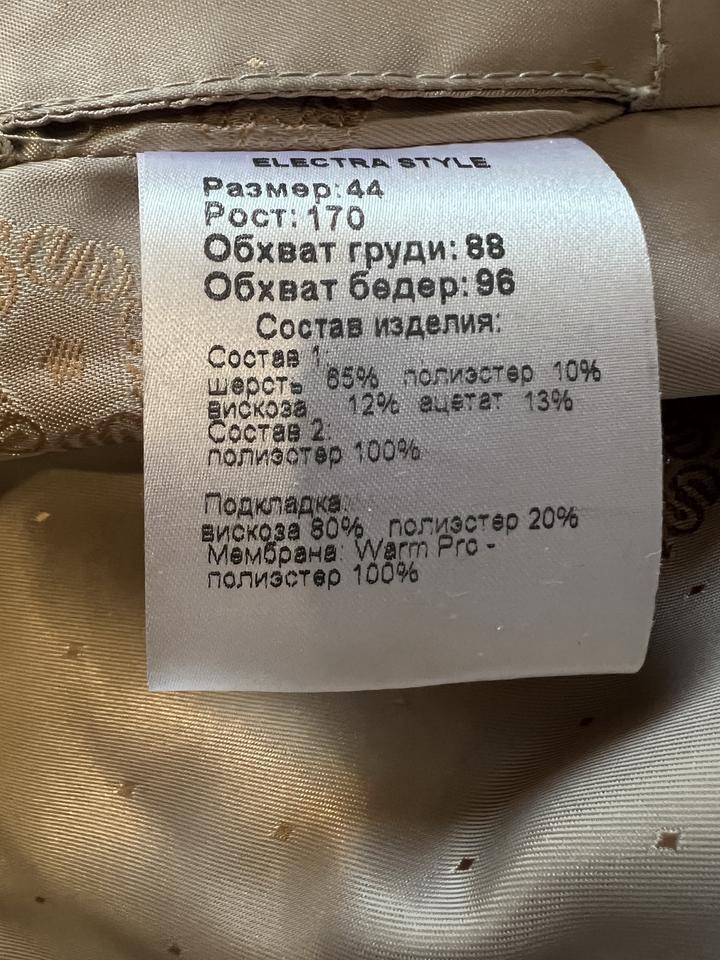 ELECTRA STYLE
Размер:44
Рост:170
Обхват груди:88
Обхват бедер:96
Состав изделия:
Состав 1:
шерсть 65% полиэстер 10%
вискоза 12% ацетат 13%
Состав 2:
полиэстер 100%
Подкладка:
вискоза 80% полиэстер 20%
Мембрана: Warm Pro -
полиэстер 100%